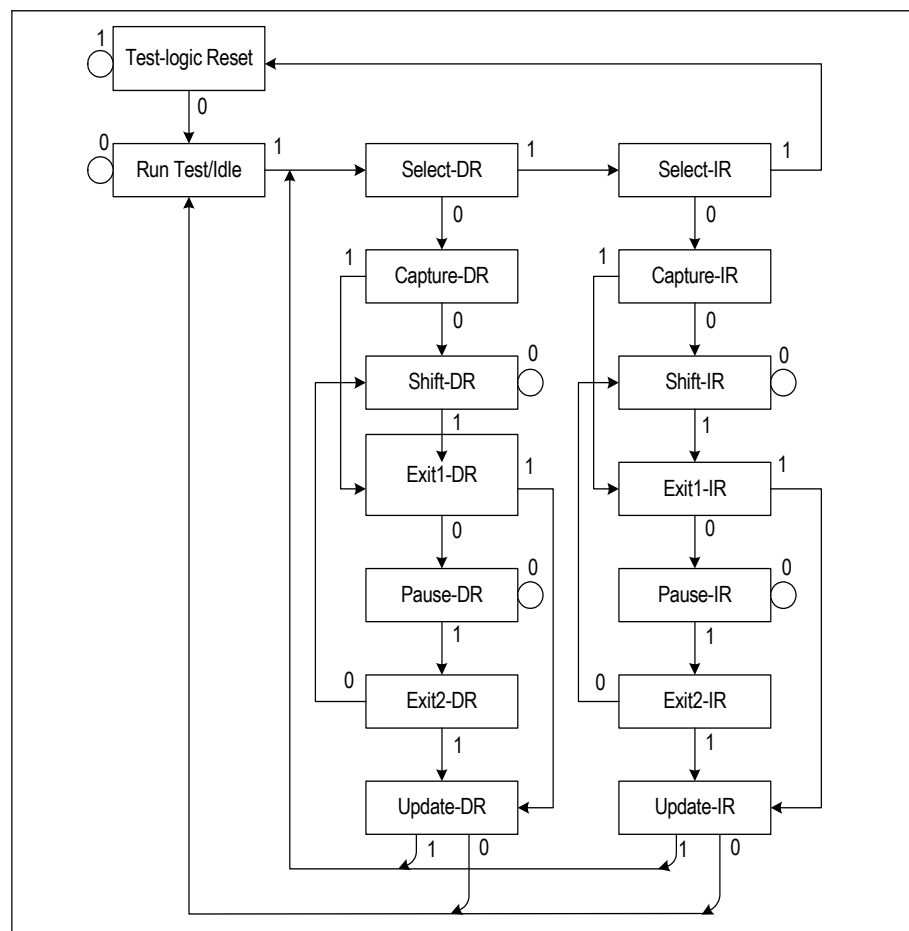 1
Test-logic Reset
0
0
Run Test/Idle
1
Select-DR
1
Select-IR
1
0
0
1
Capture-DR
1
Capture-IR
0
0
Shift-DR
0
Shift-IR
0
1
1
Exit1-DR
1
Exit1-IR
1
0
0
Pause-DR
0
Pause-IR
0
1
1
0
Exit2-DR
0
Exit2-IR
1
1
Update-DR
Update-IR
1
0
1
0